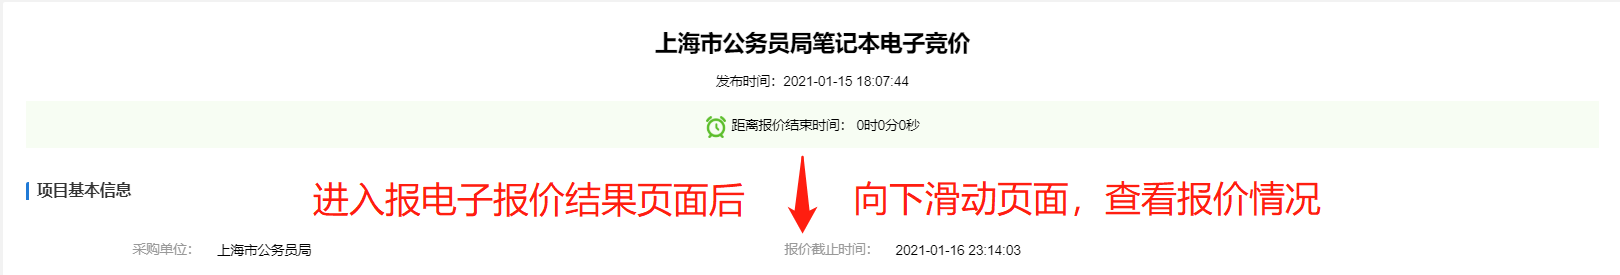 上海市公务员局笔记本电子竞价
发布时间：2021-01-15 18:07:44
距离报价结束时间： 0时0分0秒
项目基本信息
进入报电子报价结果页面后
向下滑动页面，查看报价情况
采购单位： 上海市公务员局
报价截止时间： 2021-01-16 23:14:03